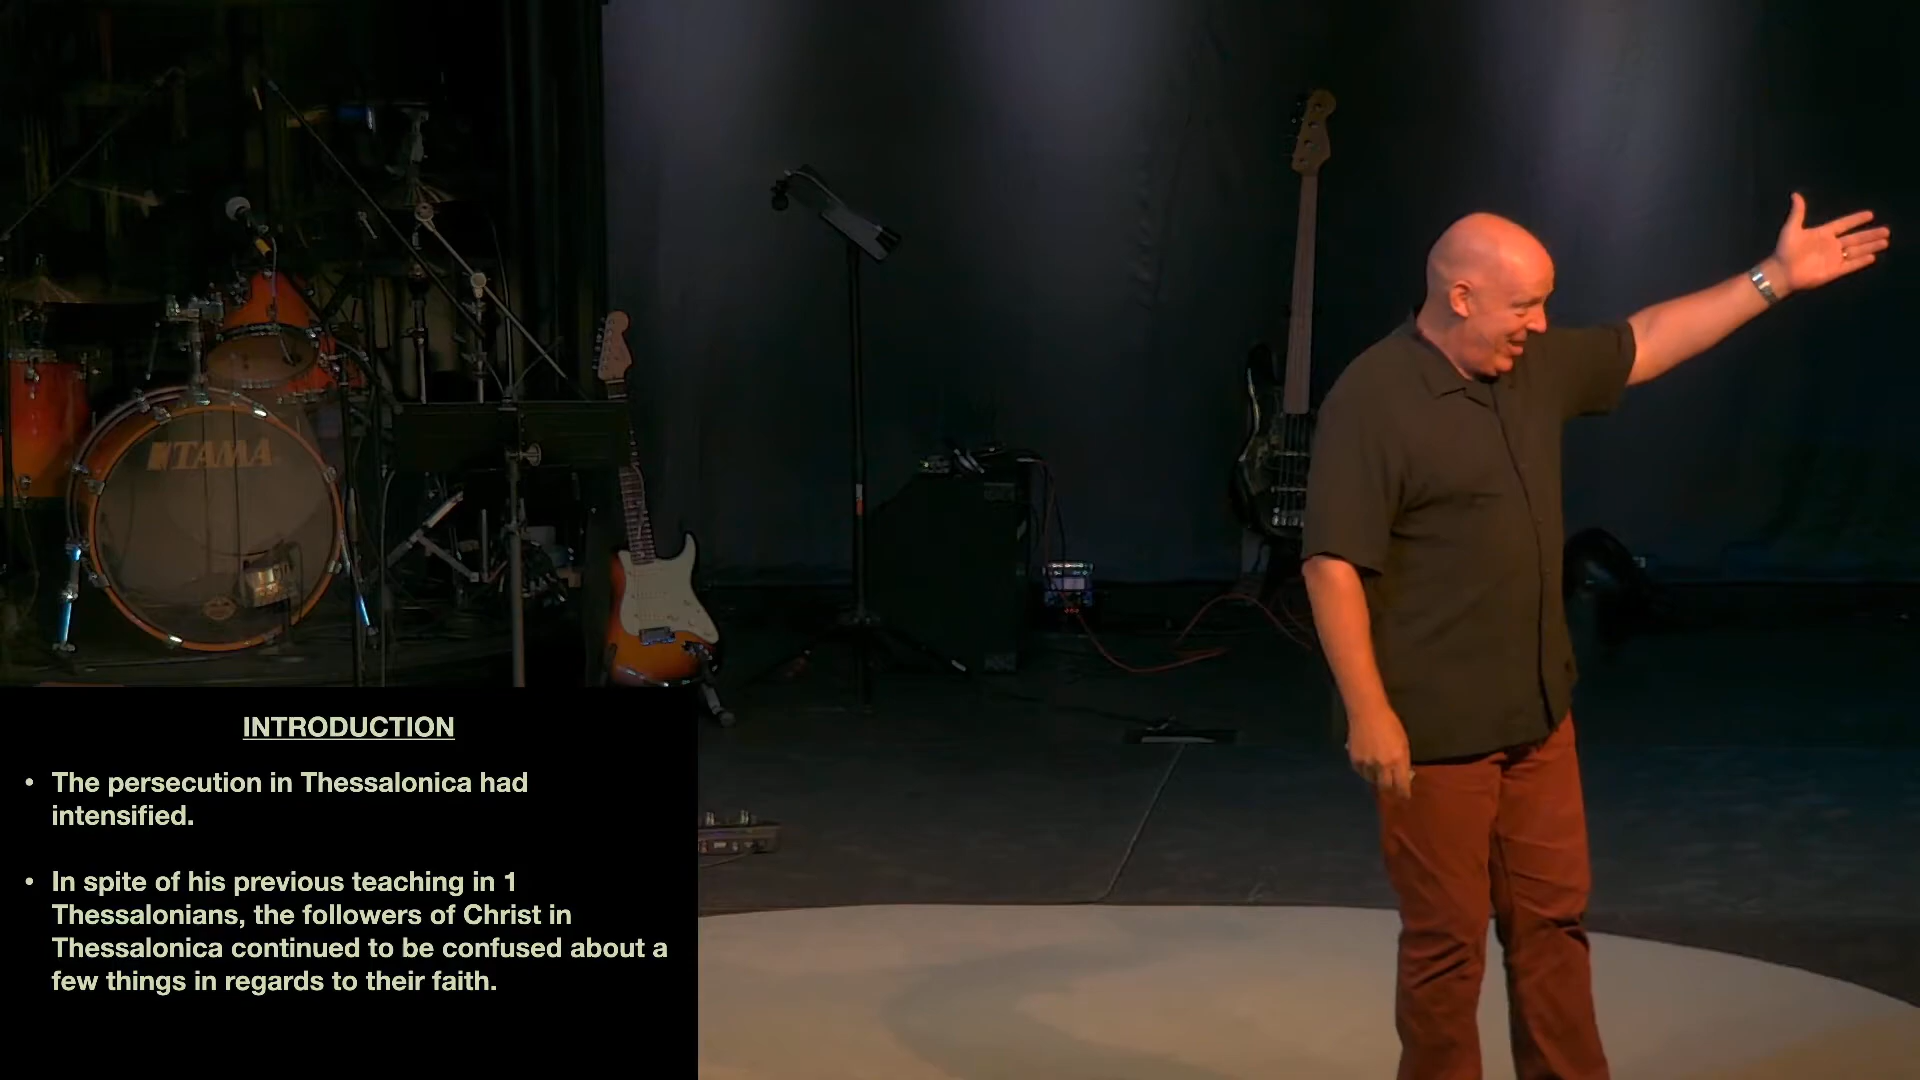 TAMA
INTRODUCTION
• The persecution in Thessalonica had
intensified.
• In spite of his previous teaching in 1
Thessalonians, the followers of Christ in
Thessalonica continued to be confused about a
few things in regards to their faith.